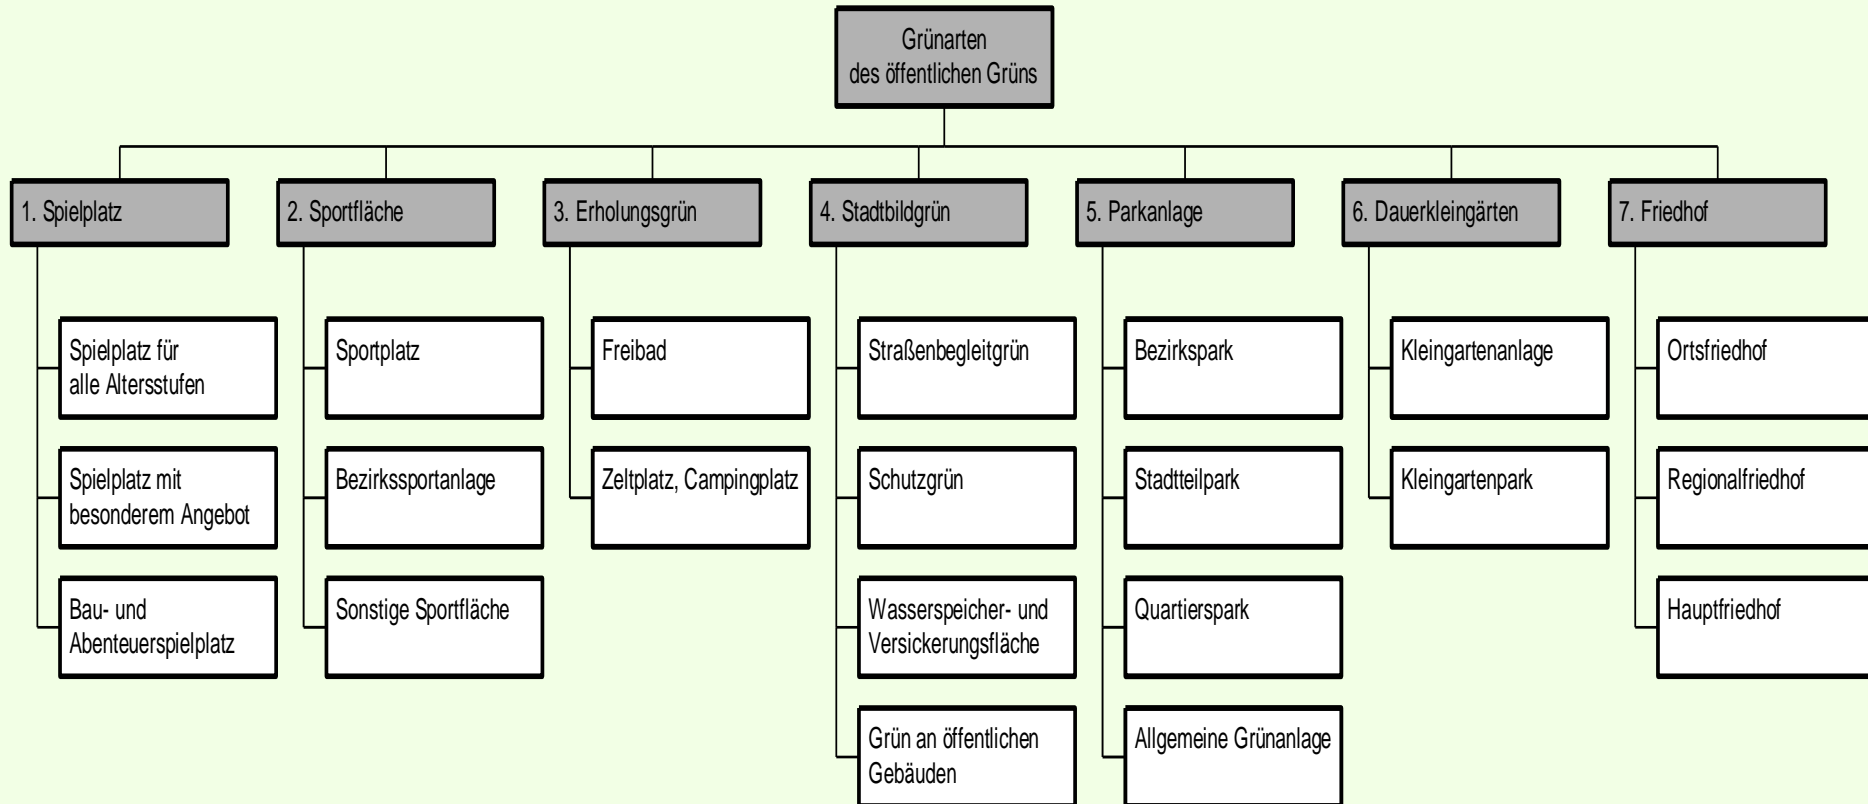 Grünarten
des öffentlichen Grüns
1. Spielplatz
2. Sportfläche
3. Erholungsgrün
4. Stadtbildgrün
5. Parkanlage
6. Dauerkleingärten
7. Friedhof
Spielplatz für
alle Altersstufen
Spielplatz mit
besonderem Angebot
Bau- und
Abenteuerspielplatz
Sportplatz
Bezirkssportanlage
Sonstige Sportfläche
Freibad
Zeltplatz, Campingplatz
Straßenbegleitgrün
Schutzgrün
Wasserspeicher- und
Versickerungsfläche
Grün an öffentlichen
Gebäuden
Bezirkspark
Stadtteilpark
Quartierspark
Allgemeine Grünanlage
Kleingartenanlage
Kleingartenpark
Ortsfriedhof
Regionalfriedhof
Hauptfriedhof